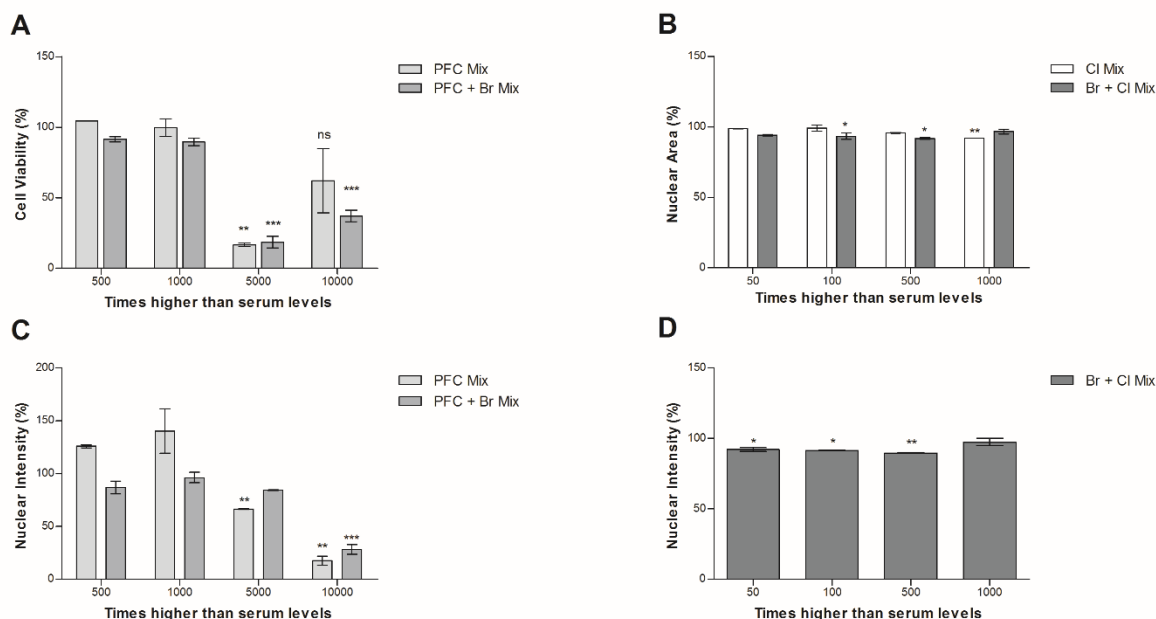 A
150
100
50
0
Cell Viability (%)
ns
**
***
***
500
1000
5000
10000
Times higher than serum levels
PFC Mix
PFC + Br Mix
B
150
100
50
0
Nuclear Area (%)
*
*
**
50
100
500
1000
Times higher than serum levels
Cl Mix
Br + Cl Mix
C
200
150
100
50
0
Nuclear Intensity (%)
**
**
***
500
1000
5000
10000
Times higher than serum levels
PFC Mix
PFC + Br Mix
D
150
100
50
0
Nuclear Intensity (%)
*
*
**
50
100
500
1000
Times higher than serum levels
Br + Cl Mix